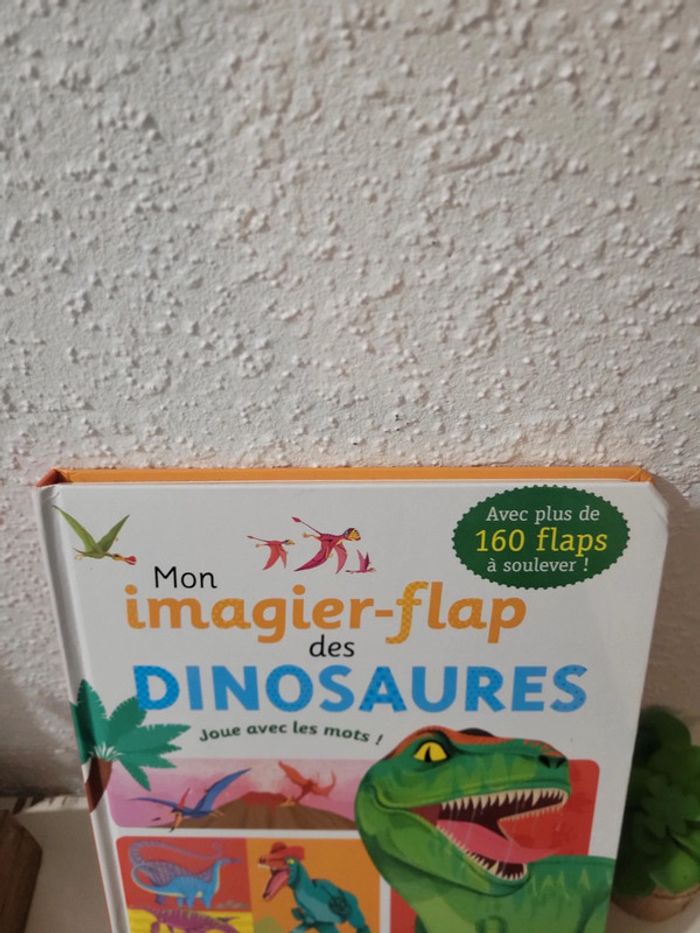 Avec plus de
160 flaps
à soulever !
Mon
imagier-flap
des
DINOSAURES
Joue avec les mots !